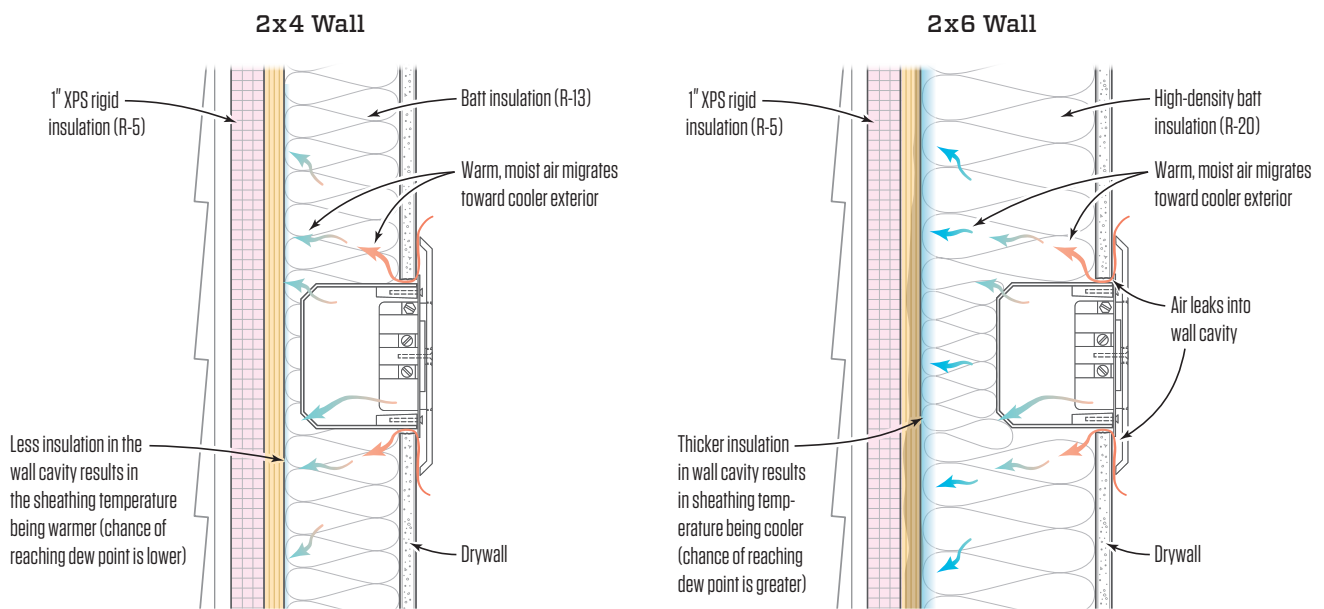 2x4 Wall
1" XPS rigid
insulation (R-5)
Batt insulation (R-13)
Warm, moist air migrates
toward cooler exterior
Less insulation in the
wall cavity results in
the sheathing temperature
being warmer (chance of
reaching dew point is lower)
Drywall
2x6 Wall
1" XPS rigid
insulation (R-5)
High-density batt
insulation (R-20)
Warm, moist air migrates
toward cooler exterior
Air leaks into
wall cavity
Thicker insulation
in wall cavity results
in sheathing temp-
erature being cooler
(chance of reaching
dew point is greater)
Drywall